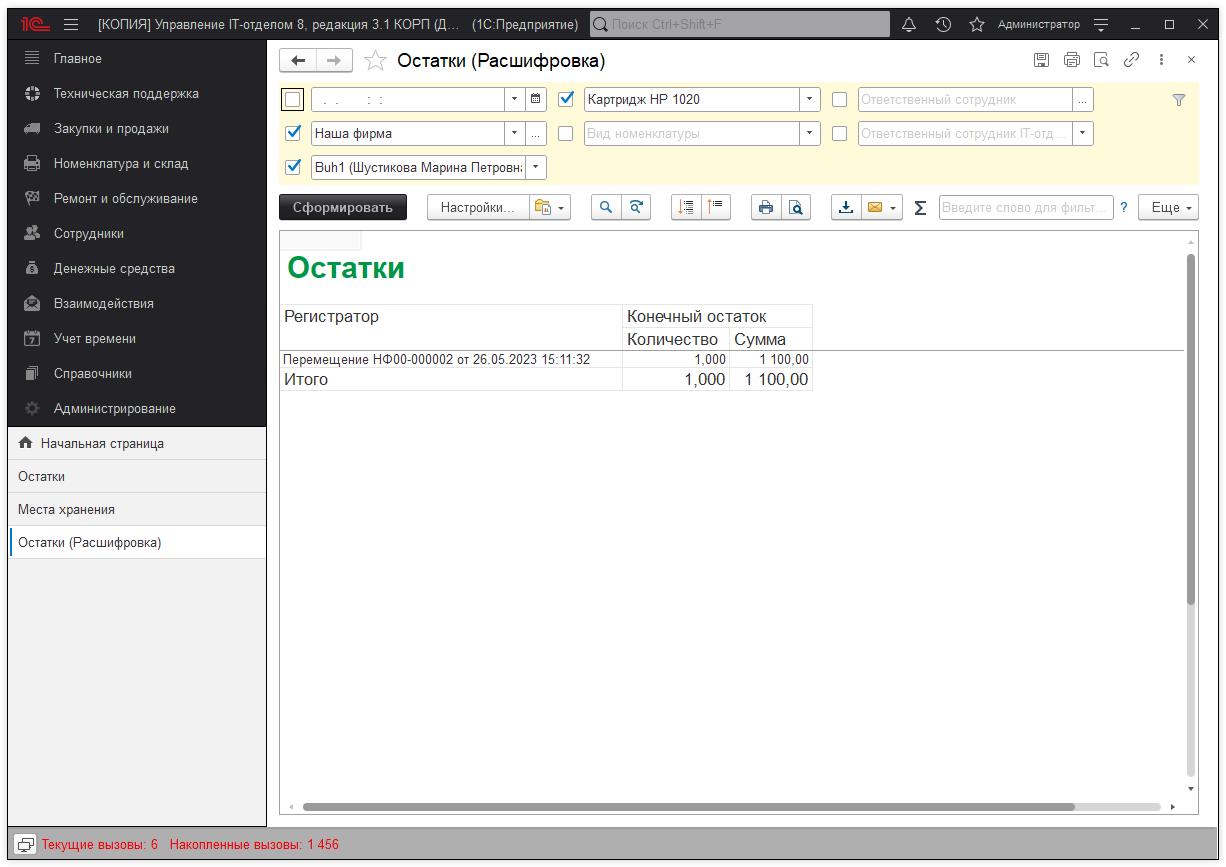 1С [КОПИЯ] Управление IT-отделом 8, редакция 3.1 КОРП (Д... (1С:Предприятие) Поиск Ctrl+Shift+F Администратор
Главное
Техническая поддержка
Закупки и продажи
Номенклатура и склад
Ремонт и обслуживание
Сотрудники
Денежные средства
Взаимодействия
Учет времени
Справочники
Администрирование
Начальная страница
Остатки
Места хранения
Остатки (Расшифровка)
Остатки (Расшифровка)
. . : : Картридж HP 1020 Ответственный сотрудник ...
Наша фирма ... Вид номенклатуры Ответственный сотрудник IT-отд...
Buh1 (Шустикова Марина Петровна
Сформировать Настройки... Σ Введите слово для фильт... ? Еще
Остатки
Регистратор Конечный остаток
Количество Сумма
Перемещение НФ00-000002 от 26.05.2023 15:11:32 1,000 1 100,00
Итого 1,000 1 100,00
Текущие вызовы: 6 Накопленные вызовы: 1 456